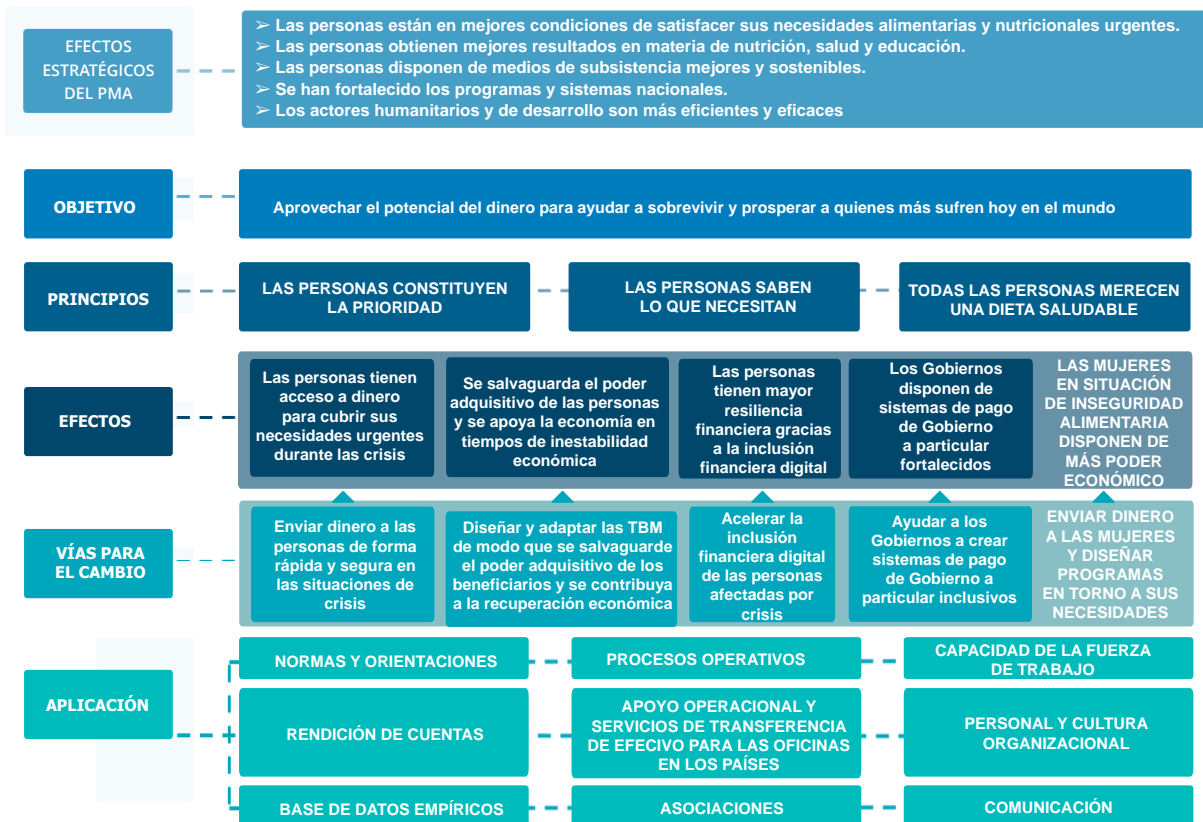 EFECTOS
ESTRATÉGICOS
DEL PMA
➢ Las personas están en mejores condiciones de satisfacer sus necesidades alimentarias y nutricionales urgentes.
➢ Las personas obtienen mejores resultados en materia de nutrición, salud y educación.
➢ Las personas disponen de medios de subsistencia mejores y sostenibles.
➢ Se han fortalecido los programas y sistemas nacionales.
➢ Los actores humanitarios y de desarrollo son más eficientes y eficaces
OBJETIVO
Aprovechar el potencial del dinero para ayudar a sobrevivir y prosperar a quienes más sufren hoy en el mundo
PRINCIPIOS
LAS PERSONAS CONSTITUYEN
LA PRIORIDAD
LAS PERSONAS SABEN
LO QUE NECESITAN
TODAS LAS PERSONAS MERECEN
UNA DIETA SALUDABLE
EFECTOS
Las personas tienen
acceso a dinero
para cubrir sus
necesidades urgentes
durante las crisis
Se salvaguarda el poder
adquisitivo de las personas
y se apoya la economía en
tiempos de inestabilidad
económica
Las personas
tienen mayor
resiliencia
financiera gracias
a la inclusión
financiera digital
Los Gobiernos
disponen de
sistemas de pago
de Gobierno
a particular
fortalecidos
LAS MUJERES
EN SITUACIÓN
DE INSEGURIDAD
ALIMENTARIA
DISPONEN DE
MÁS PODER
ECONÓMICO
VÍAS PARA
EL CAMBIO
Enviar dinero a las
personas de forma
rápida y segura en
las situaciones de
crisis
Diseñar y adaptar las TBM
de modo que se salvaguarde
el poder adquisitivo de los
beneficiarios y se contribuya
a la recuperación económica
Acelerar la
inclusión
financiera digital
de las personas
afectadas por
crisis
Ayudar a los
Gobiernos a crear
sistemas de pago
de Gobierno a
particular inclusivos
ENVIAR DINERO
A LAS MUJERES
Y DISEÑAR
PROGRAMAS
EN TORNO A SUS
NECESIDADES
APLICACIÓN
NORMAS Y ORIENTACIONES
PROCESOS OPERATIVOS
CAPACIDAD DE LA FUERZA
DE TRABAJO
RENDICIÓN DE CUENTAS
APOYO OPERACIONAL Y
SERVICIOS DE TRANSFERENCIA
DE EFECIVO PARA LAS OFICINAS
EN LOS PAÍSES
PERSONAL Y CULTURA
ORGANIZACIONAL
BASE DE DATOS EMPÍRICOS
ASOCIACIONES
COMUNICACIÓN